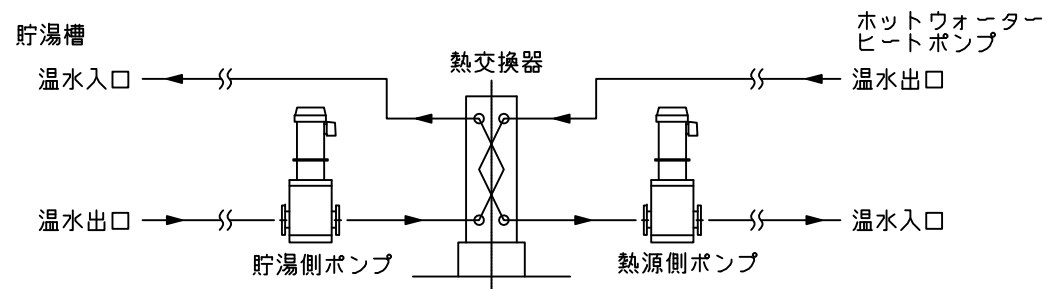 貯湯槽
ホットウォーター
ヒートポンプ
熱交換器
温水入口
温水出口
温水出口
温水入口
貯湯側ポンプ
熱源側ポンプ